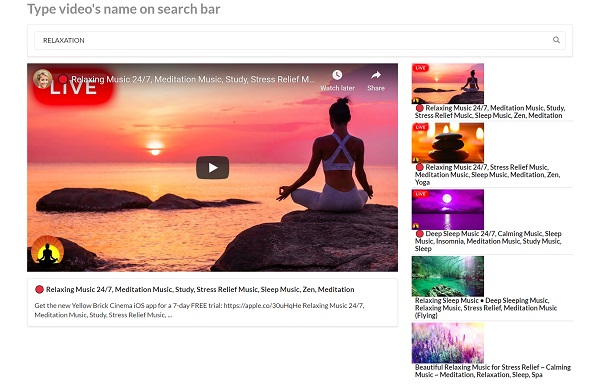 Type video's name on search bar
RELAXATION
🔴 Relaxing Music 24/7, Meditation Music, Study, Stress Relief M...
LIVE
Watch later
Share
🔴 Relaxing Music 24/7, Meditation Music, Study, Stress Relief Music, Sleep Music, Zen, Meditation
Get the new Yellow Brick Cinema iOS app for a 7-day FREE trial: https://apple.co/30uHqHe Relaxing Music 24/7,
Meditation Music, Study, Stress Relief Music, ...
LIVE
🔴 Relaxing Music 24/7, Meditation Music, Study,
Stress Relief Music, Sleep Music, Zen, Meditation
LIVE
🔴 Relaxing Music 24/7, Stress Relief Music,
Meditation Music, Sleep Music, Meditation, Zen,
Yoga
LIVE
🔴 Deep Sleep Music 24/7, Calming Music, Sleep
Music, Insomnia, Meditation Music, Study Music,
Sleep
Relaxing Sleep Music • Deep Sleeping Music,
Relaxing Music, Stress Relief, Meditation Music
(Flying)
Beautiful Relaxing Music for Stress Relief ~ Calming
Music ~ Meditation, Relaxation, Sleep, Spa